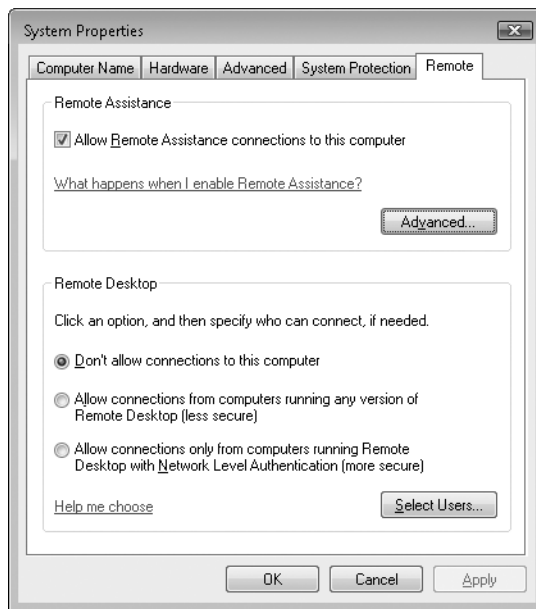 System Properties
Computer Name
Hardware
Advanced
System Protection
Remote
Remote Assistance
Allow Remote Assistance connections to this computer
What happens when I enable Remote Assistance?
Advanced...
Remote Desktop
Click an option, and then specify who can connect, if needed.
Don't allow connections to this computer
Allow connections from computers running any version of
Remote Desktop (less secure)
Allow connections only from computers running Remote
Desktop with Network Level Authentication (more secure)
Help me choose
Select Users...
OK
Cancel
Apply